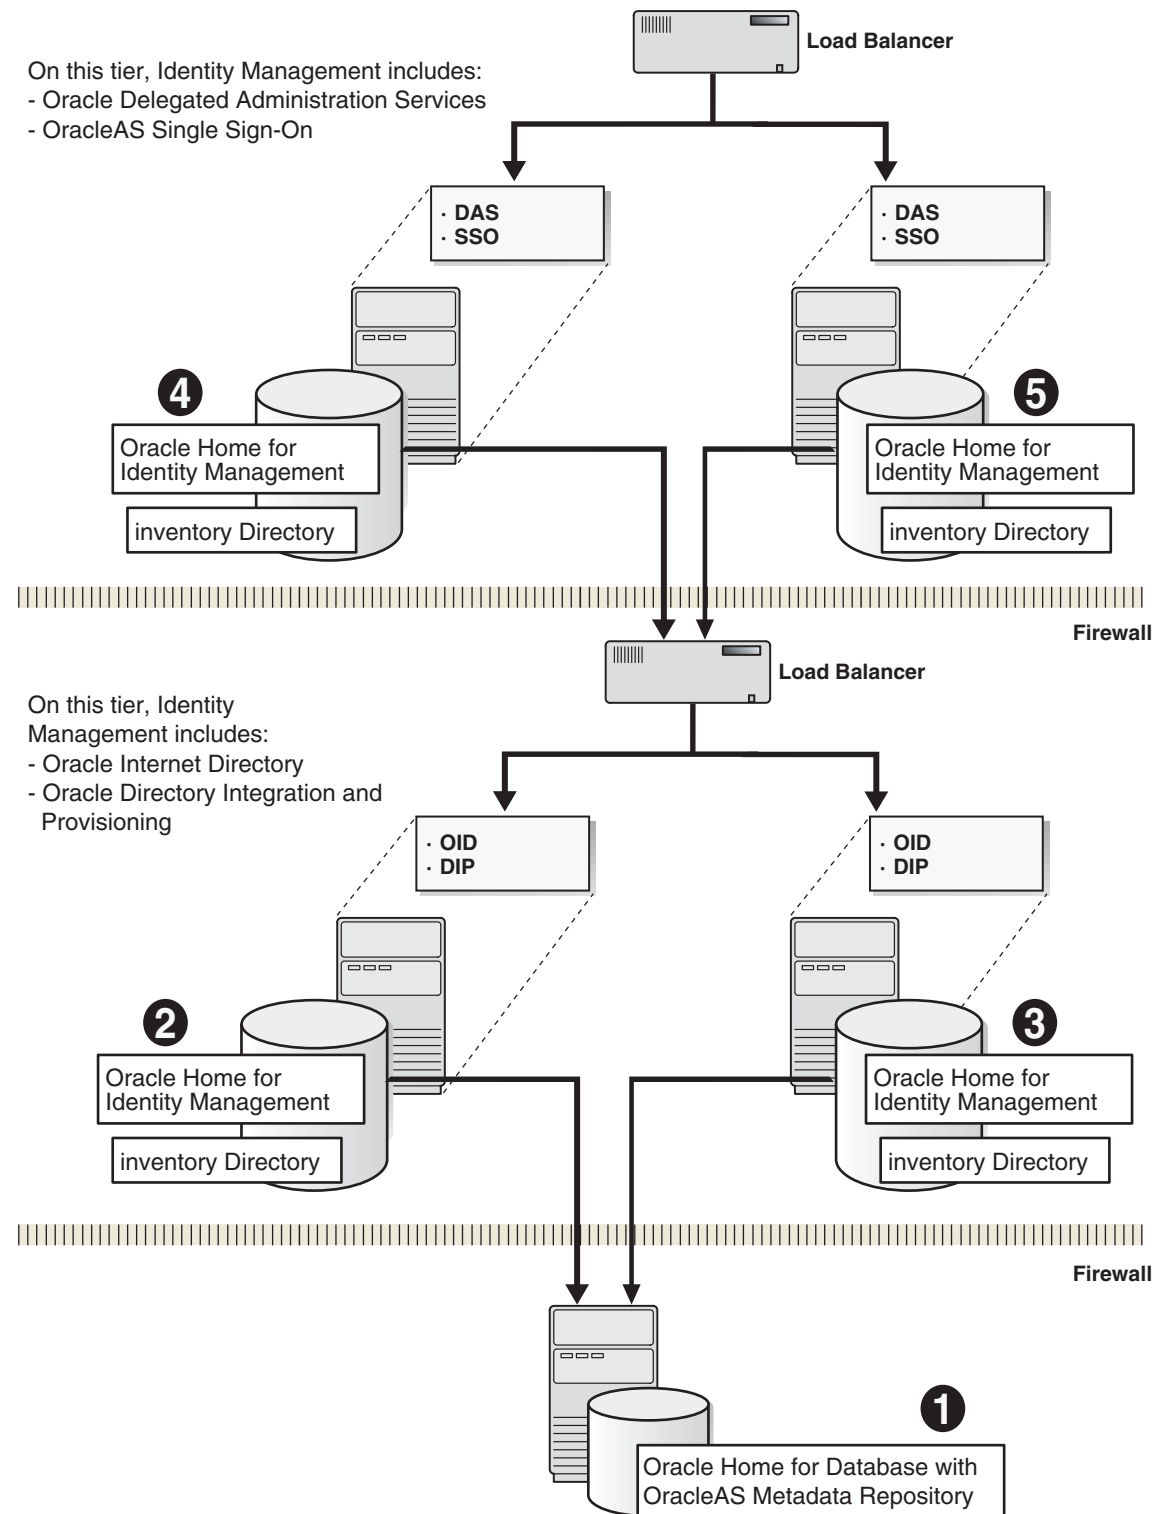 Load Balancer
On this tier, Identity Management includes:
- Oracle Delegated Administration Services
- OracleAS Single Sign-On
· DAS
· SSO
· DAS
· SSO
4
Oracle Home for
Identity Management
inventory Directory
5
Oracle Home for
Identity Management
inventory Directory
Firewall
Load Balancer
On this tier, Identity
Management includes:
- Oracle Internet Directory
- Oracle Directory Integration and
Provisioning
· OID
· DIP
· OID
· DIP
2
Oracle Home for
Identity Management
inventory Directory
3
Oracle Home for
Identity Management
inventory Directory
Firewall
1
Oracle Home for Database with
OracleAS Metadata Repository